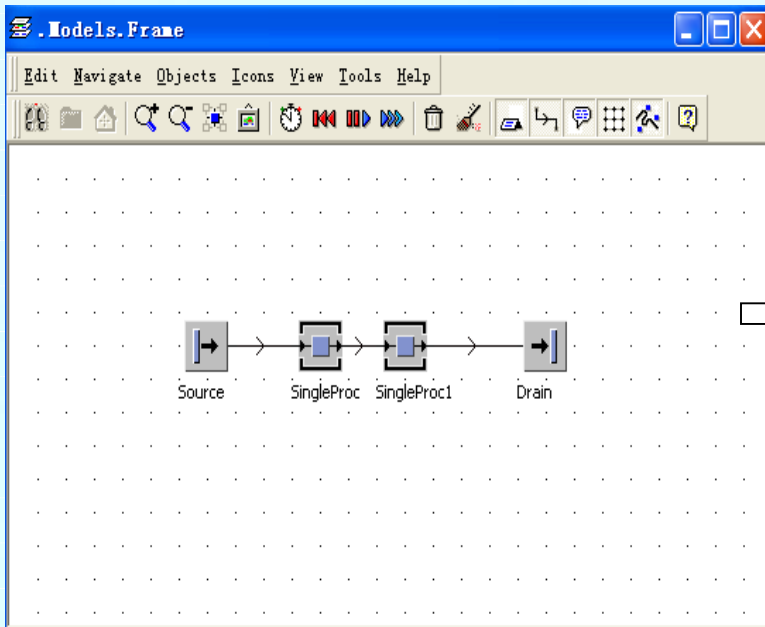 .Models.Frame
Edit Navigate Objects Icons View Tools Help
Source SingleProc SingleProc1 Drain